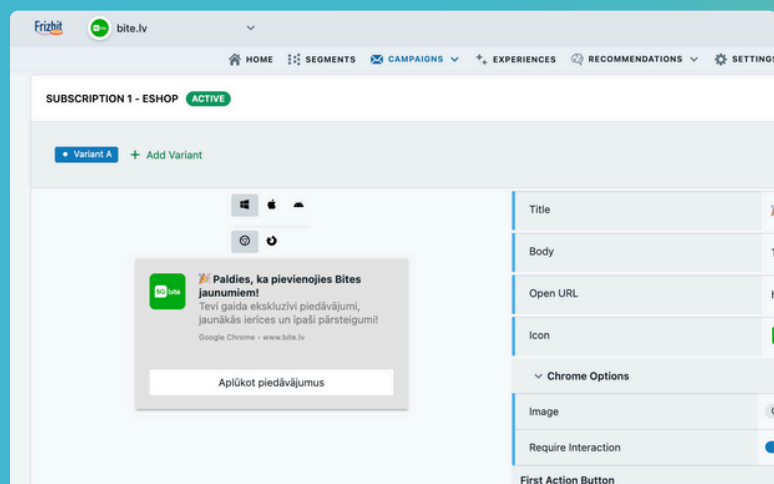 Frizbit
bite.lv
HOME SEGMENTS CAMPAIGNS EXPERIENCES RECOMMENDATIONS SETTINGS
SUBSCRIPTION 1 - ESHOP ACTIVE
Variant A + Add Variant
Title
Body
Open URL
Icon
Chrome Options
Image
Require Interaction
First Action Button
5G bite
🎉 Paldies, ka pievienojies Bites
jaunumiem!
Tevi gaida ekskluzīvi piedāvājumi,
jaunākās ierīces un īpaši pārsteigumi!
Google Chrome • www.bite.lv
Aplūkot piedāvājumus